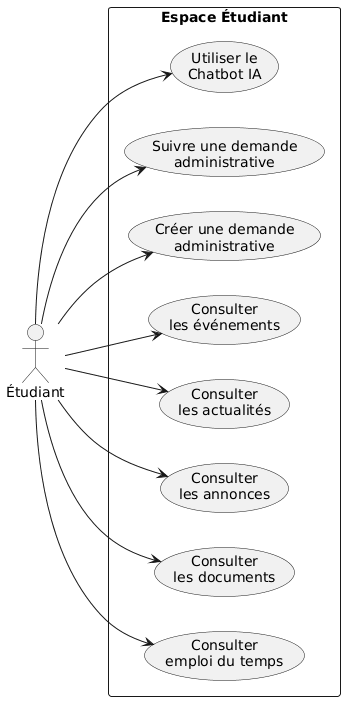 Espace Étudiant
Utiliser le
Chatbot IA
Suivre une demande
administrative
Créer une demande
administrative
Consulter
les événements
Étudiant
Consulter
les actualités
Consulter
les annonces
Consulter
les documents
Consulter
emploi du temps